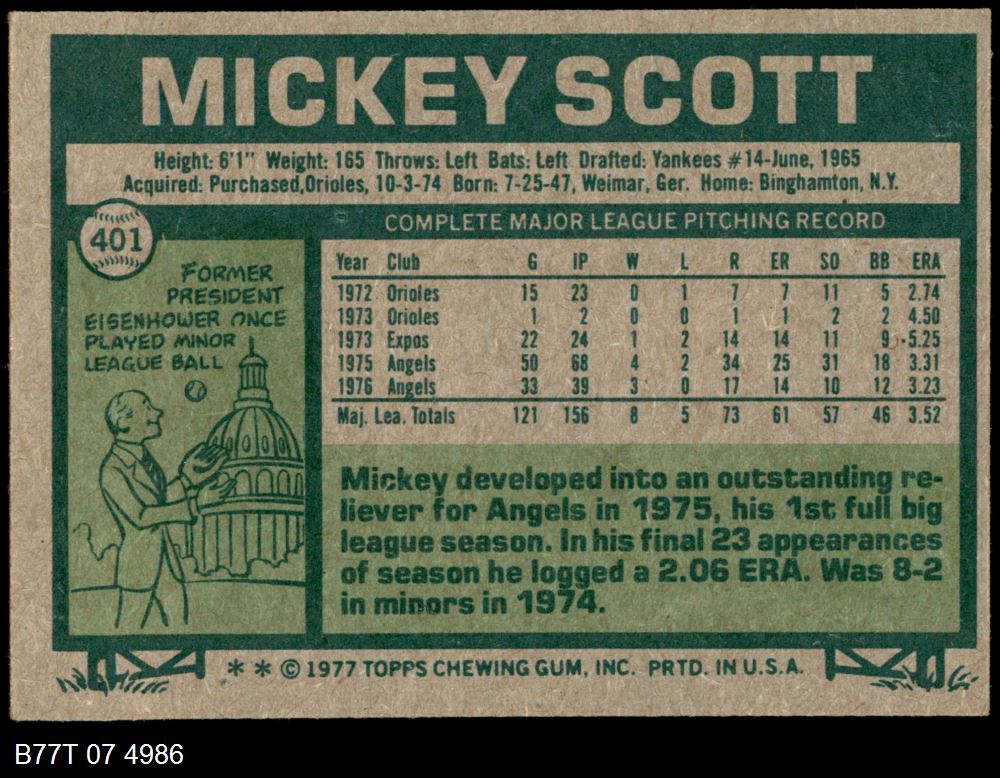 MICKEY SCOTT
Height: 6'1" Weight: 165 Throws: Left Bats: Left Drafted: Yankees #14-June, 1965
Acquired: Purchased,Orioles, 10-3-74 Born: 7-25-47, Weimar, Ger. Home: Binghamton, N.Y.
401
FORMER
PRESIDENT
EISENHOWER ONCE
PLAYED MINOR
LEAGUE BALL
COMPLETE MAJOR LEAGUE PITCHING RECORD
Year Club G IP W L R ER SO BB ERA
1972 Orioles 15 23 0 1 7 7 11 5 2.74
1973 Orioles 1 2 0 0 1 1 2 2 4.50
1973 Expos 22 24 1 2 14 14 11 9 5.25
1975 Angels 50 68 4 2 34 25 31 18 3.31
1976 Angels 33 39 3 0 17 14 10 12 3.23
Maj. Lea. Totals 121 156 8 5 73 61 57 46 3.52
Mickey developed into an outstanding re-
liever for Angels in 1975, his 1st full big
league season. In his final 23 appearances
of season he logged a 2.06 ERA. Was 8-2
in minors in 1974.
* * © 1977 TOPPS CHEWING GUM, INC. PRTD. IN U.S.A.
B77T 07 4986